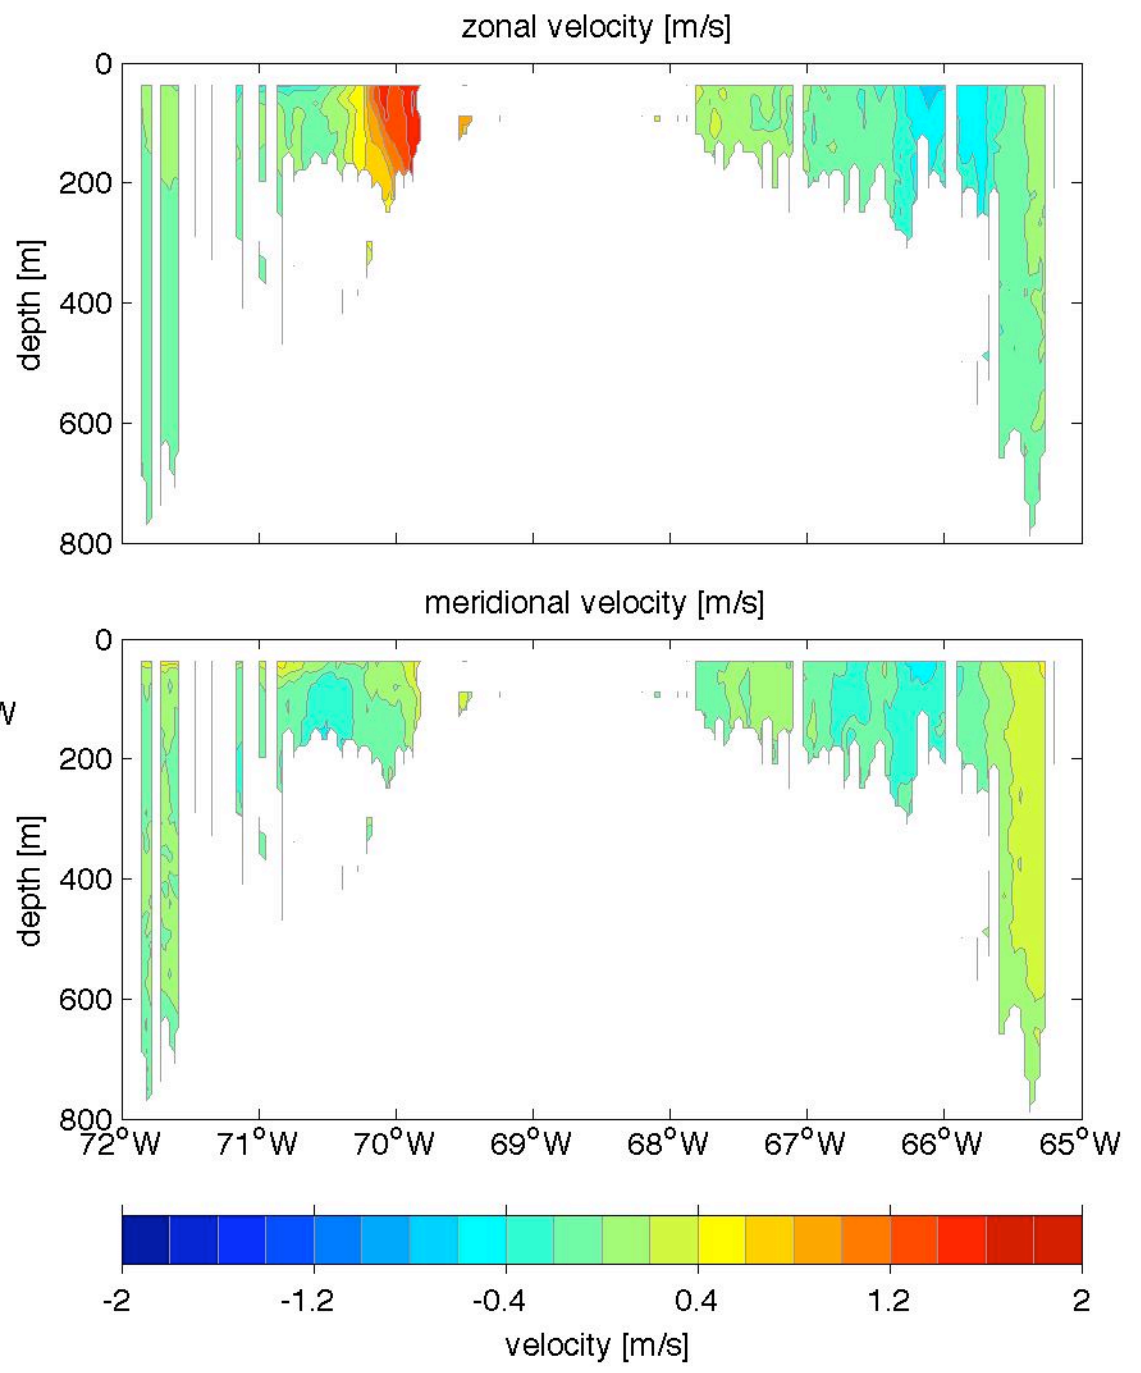 zonal velocity [m/s]
0
200
400
600
800
depth [m]
meridional velocity [m/s]
0
200
400
600
800
depth [m]
W
72°W 71°W 70°W 69°W 68°W 67°W 66°W 65°W
-2 -1.2 -0.4 0.4 1.2 2
velocity [m/s]